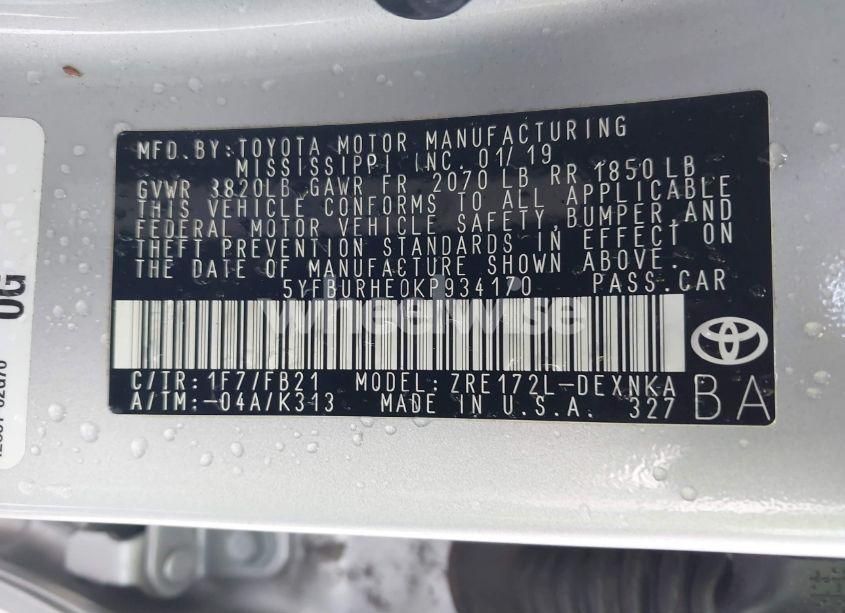 MFD.BY:TOYOTA MOTOR MANUFACTURING
MISSISSIPPI INC. 01/19
GVWR 3820LB GAWR FR 2070 LB RR 1850 LB
THIS VEHICLE CONFORMS TO ALL APPLICABLE
FEDERAL MOTOR VEHICLE SAFETY,BUMPER AND
THEFT PREVENTION STANDARDS IN EFFECT ON
THE DATE OF MANUFACTURE SHOWN ABOVE.
5YFBURHE0KP934170 PASS.CAR
wheelwise
C/TR:1F7/FB21 MODEL:ZRE172L-DEXNKA
A/TM:-04A/K313 MADE IN U.S.A. 327 BA
OG